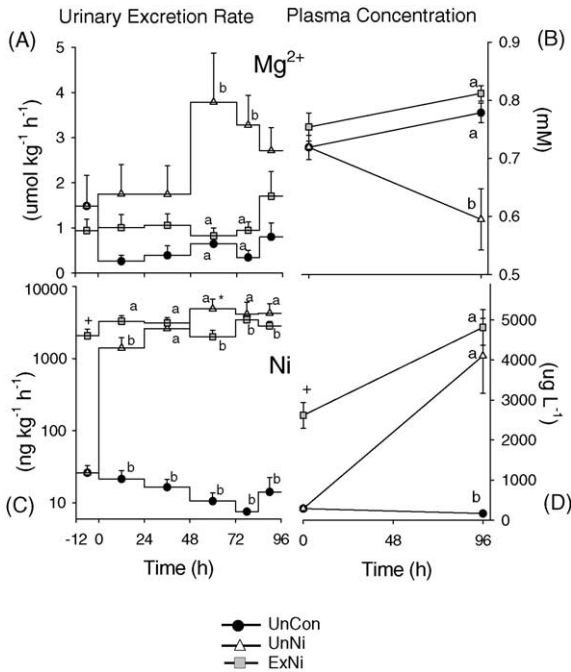 Urinary Excretion Rate Plasma Concentration
(A) Mg2+ (B)
(umol kg-1 h-1)
5
4
3
2
1
0
b
b
a
a
a
a
a
a
b
0.9
0.8
0.7
0.6
0.5
(mM)
Ni
(ng kg-1 h-1)
10000
1000
100
10
+
a
a
a *
a
a
b
a
b
b
b
b
b
b
b
b
+
a
a
b
5000
4000
3000
2000
1000
0
(ug L-1)
(C) (D)
-12 0 24 48 72 96 0 48 96
Time (h) Time (h)
UnCon
UnNi
ExNi